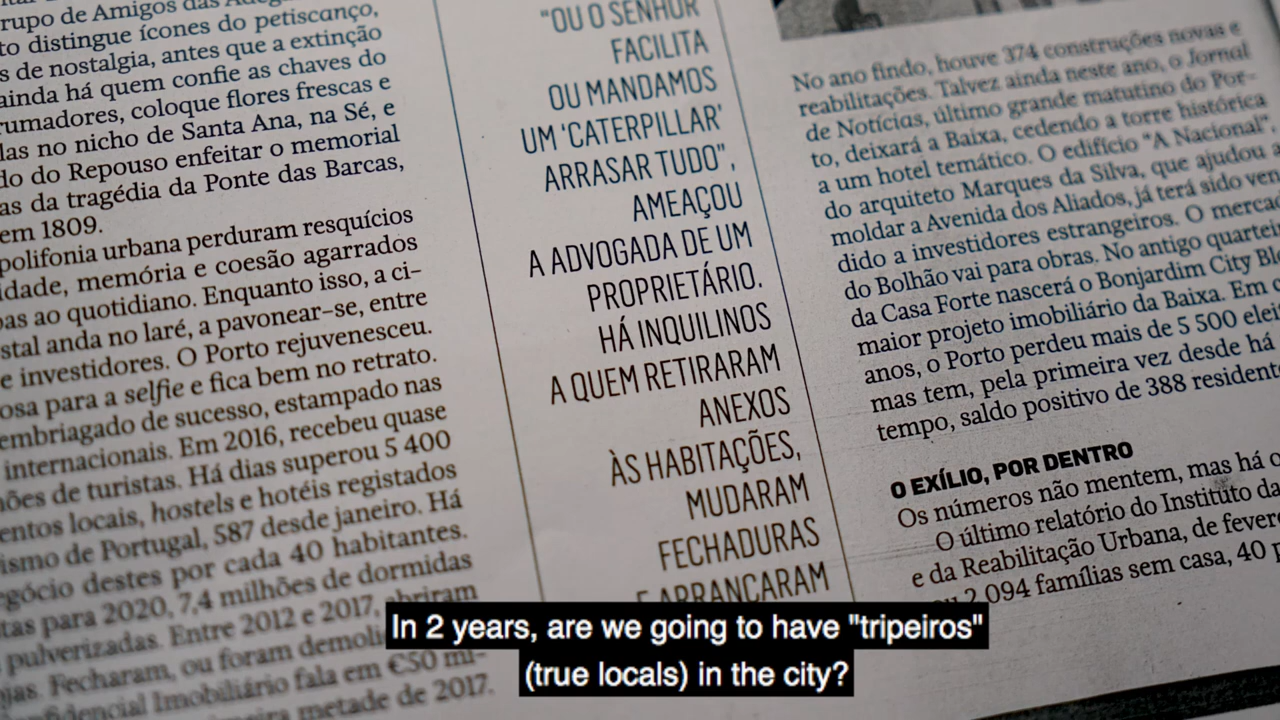 rupo de Amigos das
to distingue ícones do petiscanço,
s de nostalgia, antes que a extinção
ainda há quem confie as chaves do
rumadores, coloque flores frescas e
las no nicho de Santa Ana, na Sé, e
do do Repouso enfeitar o memorial
as da tragédia da Ponte das Barcas,
em 1809.
polifonia urbana perduram resquícios
idade, memória e coesão agarrados
oas ao quotidiano. Enquanto isso, a ci-
stal anda no laré, a pavonear-se, entre
e investidores. O Porto rejuvenesceu.
osa para a selfie e fica bem no retrato.
embriagado de sucesso, estampado nas
internacionais. Em 2016, recebeu quase
ões de turistas. Há dias superou 5 400
entos locais, hostels e hotéis registados
ismo de Portugal, 587 desde janeiro. Há
egócio destes por cada 40 habitantes.
tas para 2020, 7,4 milhões de dormidas
pulverizadas. Entre 2012 e 2017, abriram
jas. Fecharam, ou foram
nfidencial Imobiliário fala em €50 mi-
metade de 2017.
"OU O SENHOR
FACILITA
OU MANDAMOS
UM 'CATERPILLAR'
ARRASAR TUDO",
AMEAÇOU
A ADVOGADA DE UM
PROPRIETÁRIO.
HÁ INQUILINOS
A QUEM RETIRARAM
ANEXOS
ÀS HABITAÇÕES,
MUDARAM
FECHADURAS
E ARRANCARAM
No ano findo, houve 374 construções novas e
reabilitações. Talvez ainda neste ano, o Jornal
de Notícias, último grande matutino do Por-
to, deixará a Baixa, cedendo a torre histórica
a um hotel temático. O edifício "A Nacional",
do arquiteto Marques da Silva, que ajudou a
moldar a Avenida dos Aliados, já terá sido ven-
dido a investidores estrangeiros. O merca
do Bolhão vai para obras. No antigo quartei
da Casa Forte nascerá o Bonjardim City Bl
maior projeto imobiliário da Baixa. Em
anos, o Porto perdeu mais de 5 500 elei
mas tem, pela primeira vez desde há
tempo, saldo positivo de 388 resident
O EXÍLIO, POR DENTRO
Os números não mentem, mas há o
O último relatório do Instituto da
e da Reabilitação Urbana, de fever
2 094 famílias sem casa, 40
In 2 years, are we going to have "tripeiros"
(true locals) in the city?